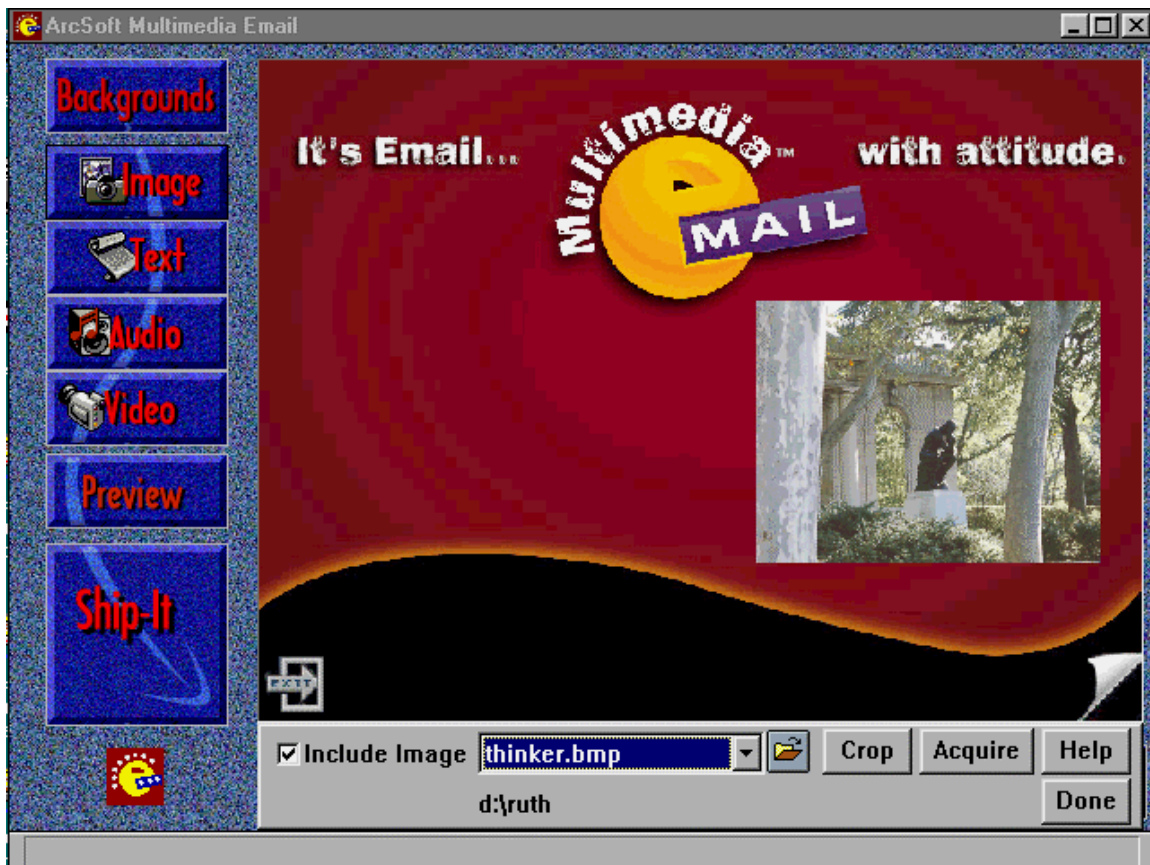 ArcSoft Multimedia Email
Backgrounds
Image
Text
Audio
Video
Preview
Ship-It
It's Email...
Multimedia™
e
MAIL
with attitude.
EXIT
Include Image
thinker.bmp
Crop
Acquire
Help
d:\ruth
Done